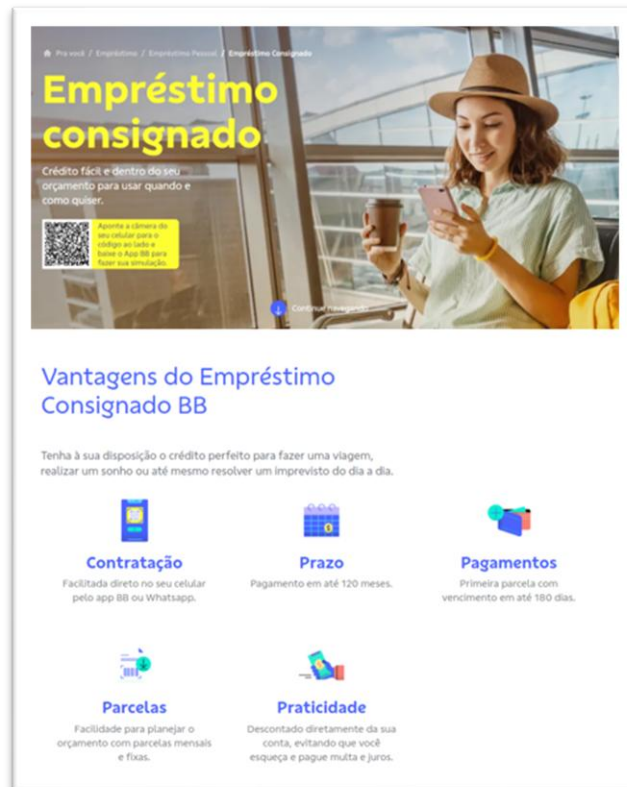 Pra você / Empréstimo / Empréstimo Pessoal / Empréstimo Consignado
Empréstimo
consignado
Crédito fácil e dentro do seu
orçamento para usar quando e
como quiser.
Aponte a câmera do
seu celular para o
código ao lado e
baixe o App BB para
fazer sua simulação.
Continue navegando
Vantagens do Empréstimo
Consignado BB
Tenha à sua disposição o crédito perfeito para fazer uma viagem,
realizar um sonho ou até mesmo resolver um imprevisto do dia a dia.
Contratação
Facilitada direto no seu celular
pelo app BB ou Whatsapp.
Prazo
Pagamento em até 120 meses.
Pagamentos
Primeira parcela com
vencimento em até 180 dias.
Parcelas
Facilidade para planejar o
orçamento com parcelas mensais
e fixas.
Praticidade
Descontado diretamente da sua
conta, evitando que você
esqueça e pague multa e juros.